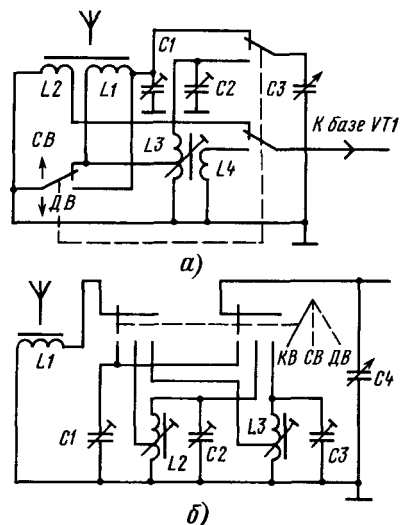 C1
L2 L1 C2 C3
К базе VT1
СВ L3 L4
ДВ
а)
L1 КВ СВ ДВ C4
C1 L2 C2 L3 C3
б)